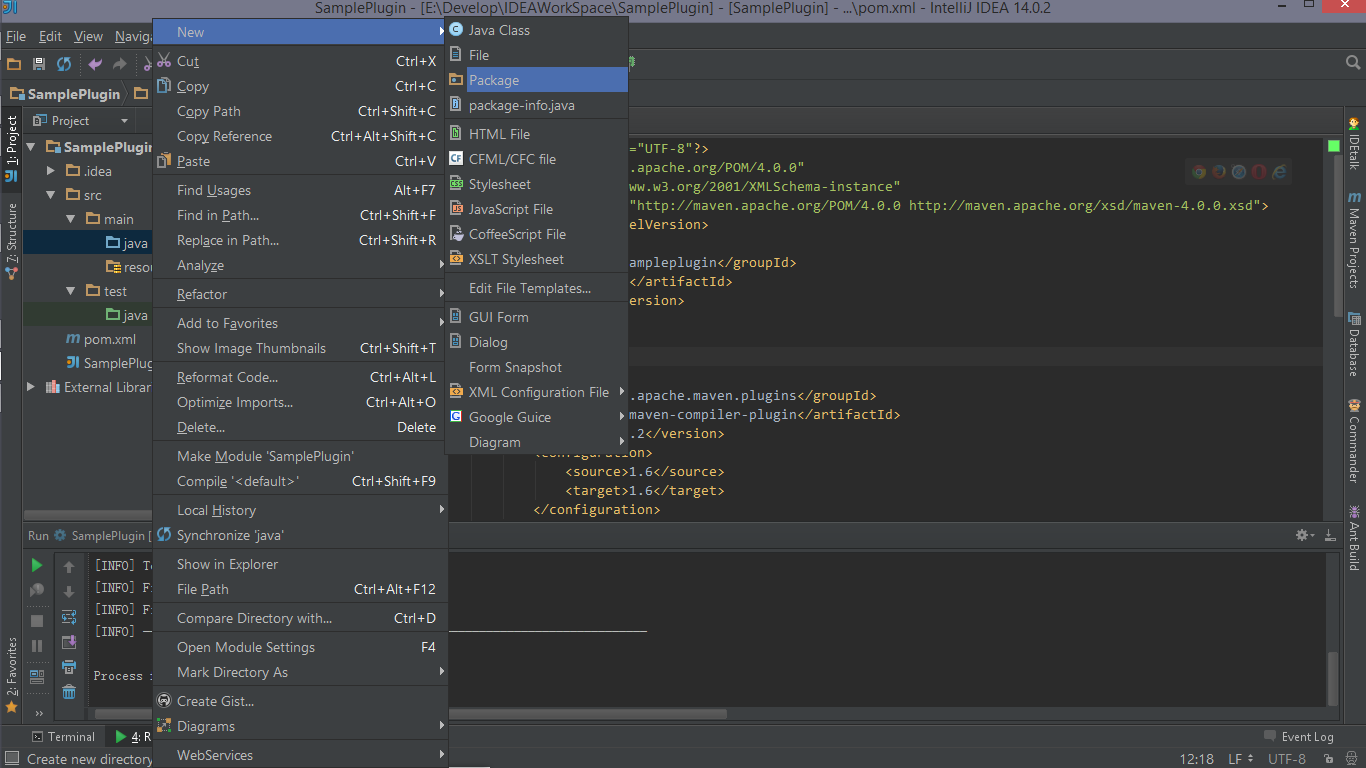 SamplePlugin - [E:\Develop\IDEAWorkSpace\SamplePlugin] - [SamplePlugin] - ...\pom.xml - IntelliJ IDEA 14.0.2
File Edit View Naviga
SamplePlugin
Project
1: Project
Z: Structure
2: Favorites
SamplePlugin
.idea
src
main
java
resou
test
java
pom.xml
SamplePlug
External Librar
New
Cut Ctrl+X
Copy Ctrl+C
Copy Path Ctrl+Shift+C
Copy Reference Ctrl+Alt+Shift+C
Paste Ctrl+V
Find Usages Alt+F7
Find in Path... Ctrl+Shift+F
Replace in Path... Ctrl+Shift+R
Analyze
Refactor
Add to Favorites
Show Image Thumbnails Ctrl+Shift+T
Reformat Code... Ctrl+Alt+L
Optimize Imports... Ctrl+Alt+O
Delete... Delete
Make Module 'SamplePlugin'
Compile '<default>' Ctrl+Shift+F9
Local History
Synchronize 'java'
Show in Explorer
File Path Ctrl+Alt+F12
Compare Directory with... Ctrl+D
Open Module Settings F4
Mark Directory As
Create Gist...
Diagrams
WebServices
Java Class
File
Package
package-info.java
HTML File
CFML/CFC file
Stylesheet
JavaScript File
CoffeeScript File
XSLT Stylesheet
Edit File Templates...
GUI Form
Dialog
Form Snapshot
XML Configuration File
Google Guice
Diagram
="UTF-8"?>
.apache.org/POM/4.0.0"
ww.w3.org/2001/XMLSchema-instance"
"http://maven.apache.org/POM/4.0.0 http://maven.apache.org/xsd/maven-4.0.0.xsd">
elVersion>
ampleplugin</groupId>
</artifactId>
ersion>
.apache.maven.plugins</groupId>
maven-compiler-plugin</artifactId>
.2</version>
<configuration>
<source>1.6</source>
<target>1.6</target>
</configuration>
IDEtalk
Maven Projects
Database
Commander
Ant Build
Run SamplePlugin [
[INFO] T
[INFO] F
[INFO] F
[INFO]
Process
Terminal
4: R
Event Log
Create new directory
12:18 LF UTF-8